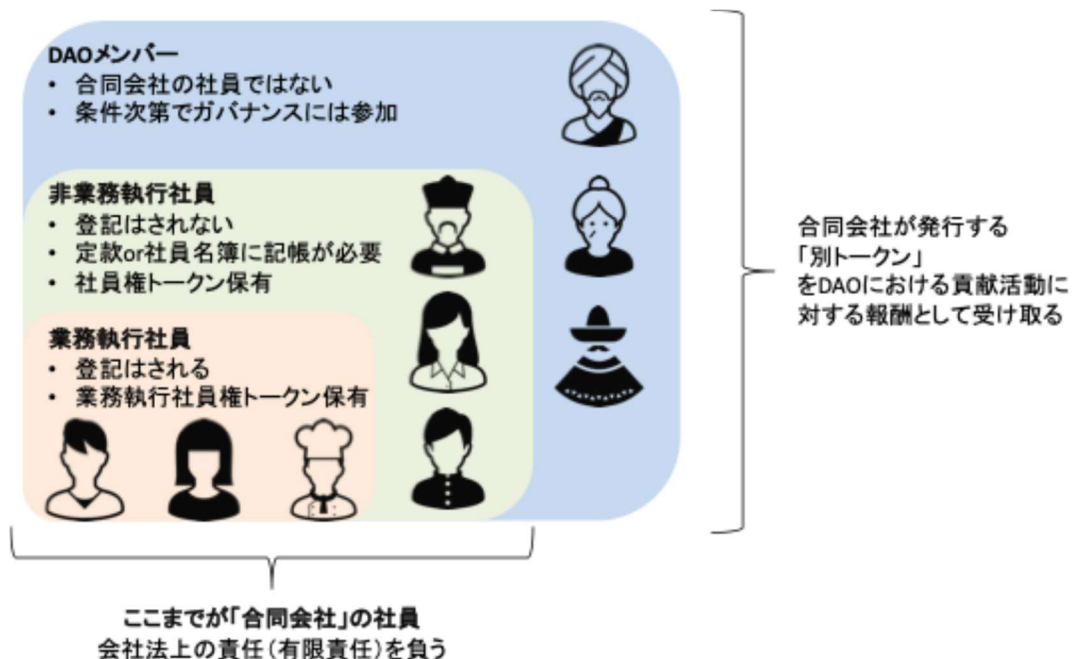 DAOメンバー
• 合同会社の社員ではない
• 条件次第でガバナンスには参加
非業務執行社員
• 登記はされない
• 定款or社員名簿に記帳が必要
• 社員権トークン保有
業務執行社員
• 登記はされる
• 業務執行社員権トークン保有
合同会社が発行する
「別トークン」
をDAOにおける貢献活動に
対する報酬として受け取る
ここまでが「合同会社」の社員
会社法上の責任（有限責任）を負う